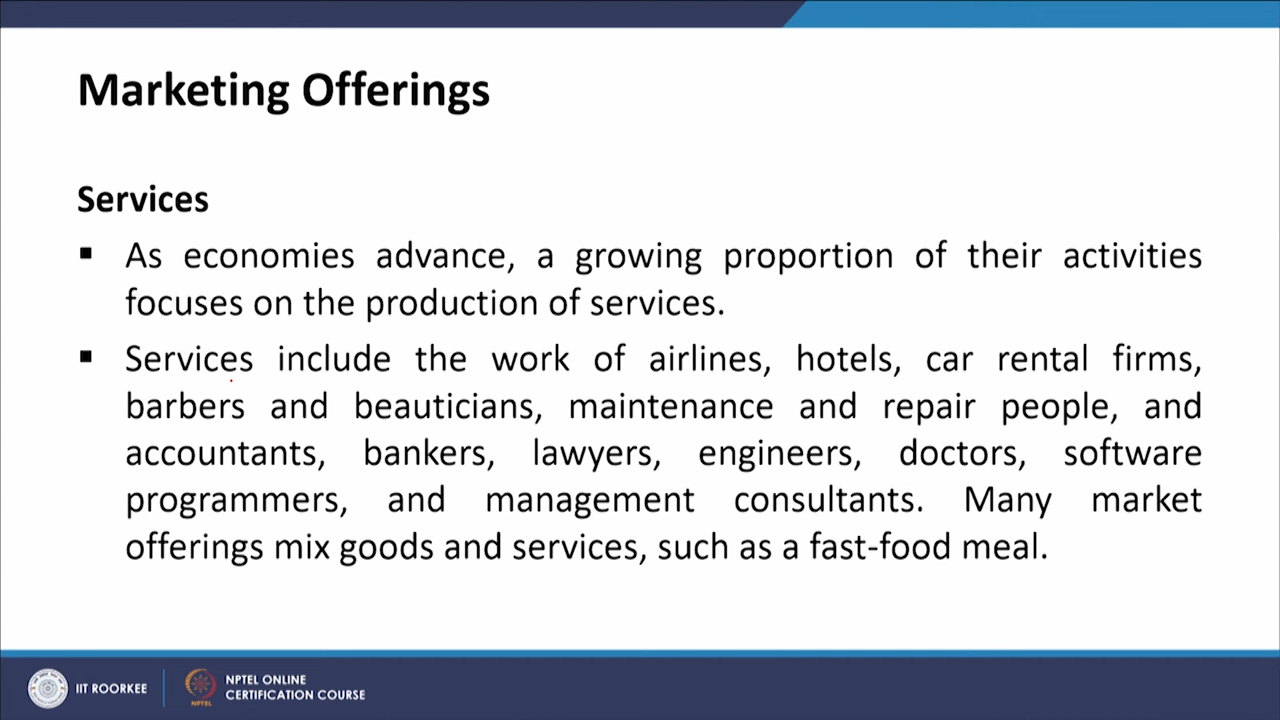 Marketing Offerings
Services
▪ As economies advance, a growing proportion of their activities
focuses on the production of services.
▪ Services include the work of airlines, hotels, car rental firms,
barbers and beauticians, maintenance and repair people, and
accountants, bankers, lawyers, engineers, doctors, software
programmers, and management consultants. Many market
offerings mix goods and services, such as a fast-food meal.
IIT ROORKEE
NPTEL
NPTEL ONLINE
CERTIFICATION COURSE